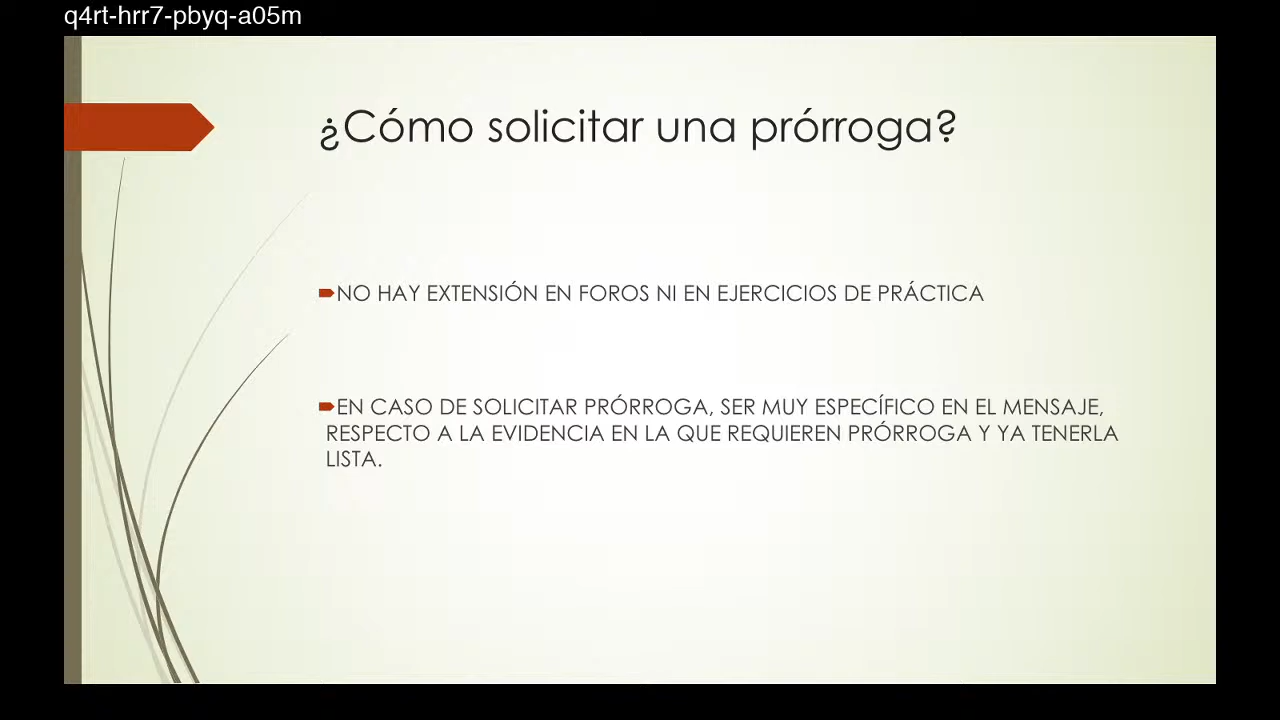 q4rt-hrr7-pbyq-a05m
¿Cómo solicitar una prórroga?
NO HAY EXTENSIÓN EN FOROS NI EN EJERCICIOS DE PRÁCTICA
EN CASO DE SOLICITAR PRÓRROGA, SER MUY ESPECÍFICO EN EL MENSAJE,
RESPECTO A LA EVIDENCIA EN LA QUE REQUIEREN PRÓRROGA Y YA TENERLA
LISTA.